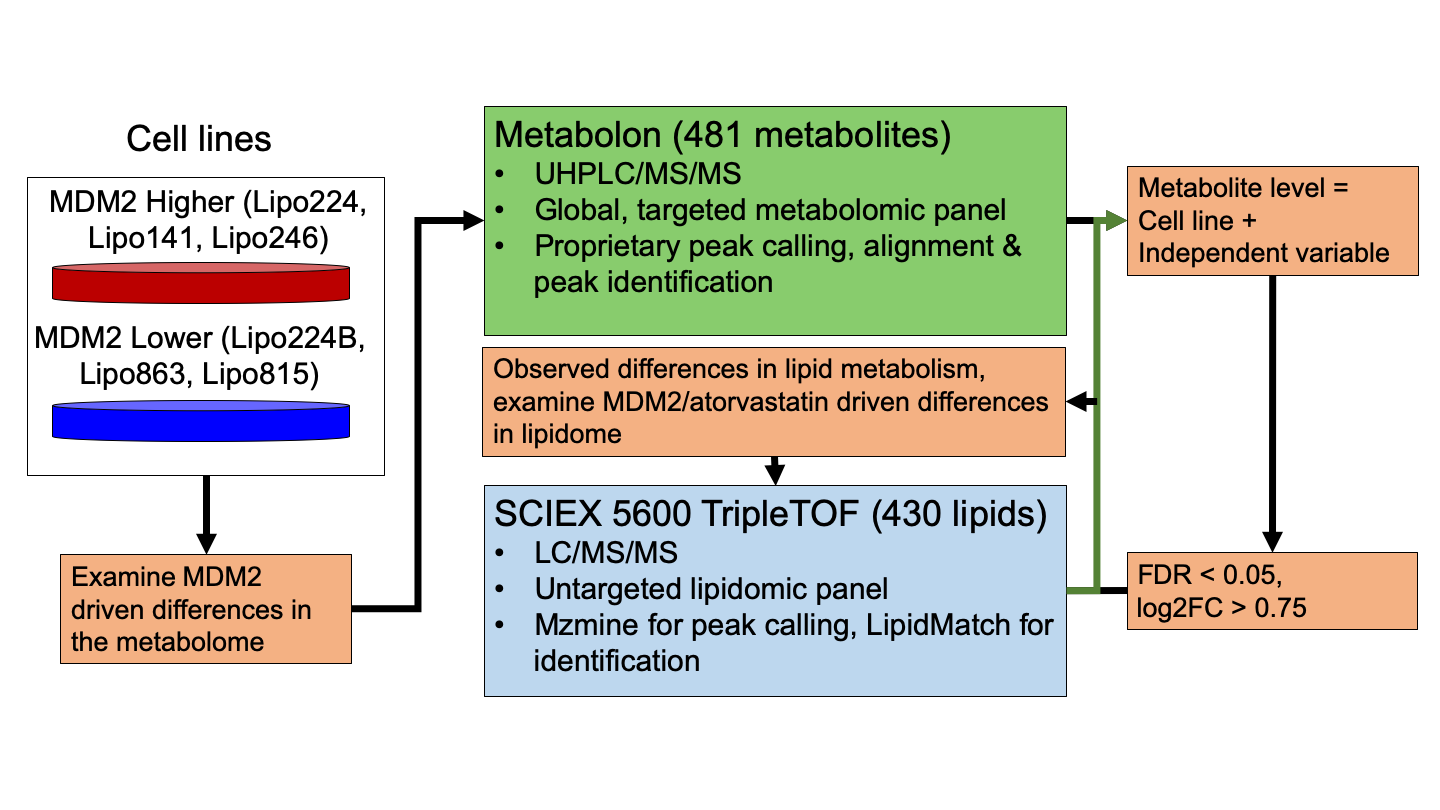 Cell lines
MDM2 Higher (Lipo224,
Lipo141, Lipo246)
MDM2 Lower (Lipo224B,
Lipo863, Lipo815)
Examine MDM2
driven differences in
the metabolome
Metabolon (481 metabolites)
• UHPLC/MS/MS
• Global, targeted metabolomic panel
• Proprietary peak calling, alignment &
peak identification
Observed differences in lipid metabolism,
examine MDM2/atorvastatin driven differences
in lipidome
SCIEX 5600 TripleTOF (430 lipids)
• LC/MS/MS
• Untargeted lipidomic panel
• Mzmine for peak calling, LipidMatch for
identification
Metabolite level =
Cell line +
Independent variable
FDR < 0.05,
log2FC > 0.75